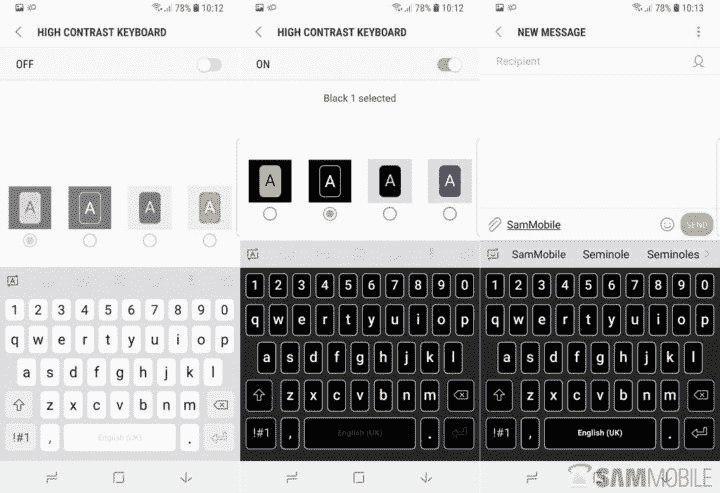 78% 10:12
HIGH CONTRAST KEYBOARD
OFF
A A A A
1 2 3 4 5 6 7 8 9 0
q w e r t y u i o p
a s d f g h j k l
z x c v b n m
!#1 , English (UK) .
78% 10:12
HIGH CONTRAST KEYBOARD
ON
Black 1 selected
A A A A
1 2 3 4 5 6 7 8 9 0
q w e r t y u i o p
a s d f g h j k l
z x c v b n m
!#1 , English (UK) .
78% 10:13
NEW MESSAGE
Recipient
SamMobile SEND
SamMobile Seminole Seminoles
1 2 3 4 5 6 7 8 9 0
q w e r t y u i o p
a s d f g h j k l
z x c v b n m
!#1 , English (UK) .
SAMMOBILE